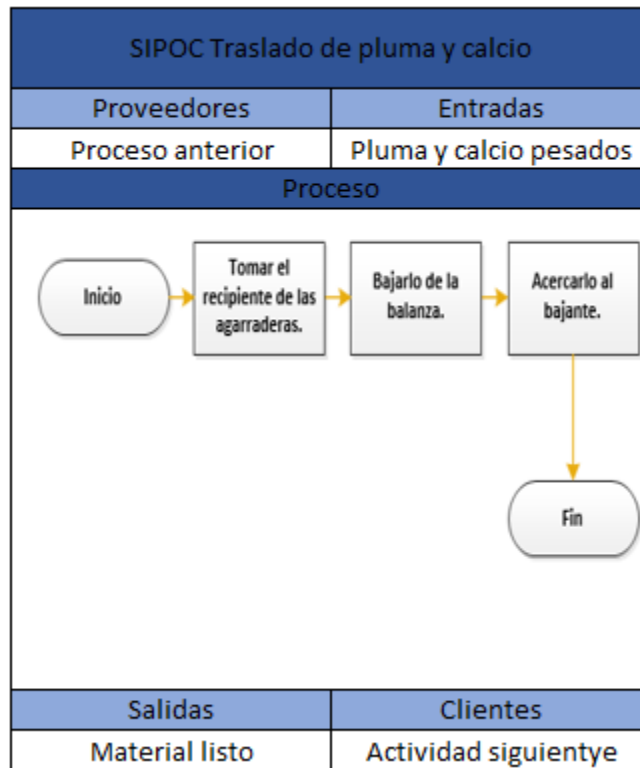 SIPOC Traslado de pluma y calcio
Proveedores
Entradas
Proceso anterior
Pluma y calcio pesados
Proceso
Inicio
Tomar el
recipiente de las
agarraderas.
Bajarlo de la
balanza.
Acercarlo al
bajante.
Fin
Salidas
Clientes
Material listo
Actividad siguientye